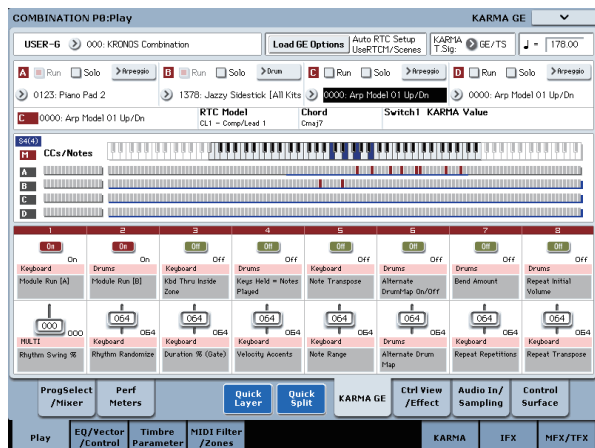 COMBINATION P0:Play KARMA GE
USER-G 000: KRONOS Combination Load GE Options Auto RTC Setup UseRTCM/Scenes KARMA T.Sig: GE/TS ♩ = 178.00
A Run Solo >Arpeggio B Run Solo >Drum C Run Solo >Arpeggio D Run Solo >Arpeggio
0123: Piano Pad 2 1378: Jazzy Sidestick [All Kits 0000: Arp Model 01 Up/Dn 0000: Arp Model 01 Up/Dn
C 0000: Arp Model 01 Up/Dn RTC Model CL1 - Comp/Lead 1 Chord Cmaj7 Switch1 KARMA Value
S4(4)
M CCs/Notes
A
B
C
D
1 2 3 4 5 6 7 8
On On Off Off Off Off Off Off
On On Off Off Off Off Off Off
Keyboard Drums Keyboard Drums Keyboard Drums Keyboard Drums
Module Run [A] Module Run [B] Kbd Thru Inside Zone Keys Held = Notes Played Note Transpose Alternate DrumMap On/Off Bend Amount Repeat Initial Volume
000 064 064 064 064 064 064 064
000 064 064 064 064 064 064 064
MULTI Keyboard Keyboard Keyboard Keyboard Drums Keyboard Keyboard
Rhythm Swing % Rhythm Randomize Duration % (Gate) Velocity Accents Note Range Alternate Drum Map Repeat Repetitions Repeat Transpose
ProgSelect /Mixer Perf Meters Quick Layer Quick Split KARMA GE Ctrl View /Effect Audio In/ Sampling Control Surface
Play EQ/Vector /Control Timbre Parameter MIDI Filter /Zones KARMA IFX MFX/TFX